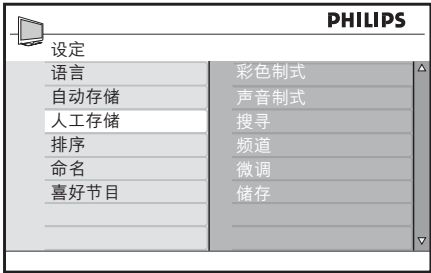 PHILIPS
设定
语言
自动存储
人工存储
排序
命名
喜好节目
彩色制式
声音制式
搜寻
频道
微调
储存